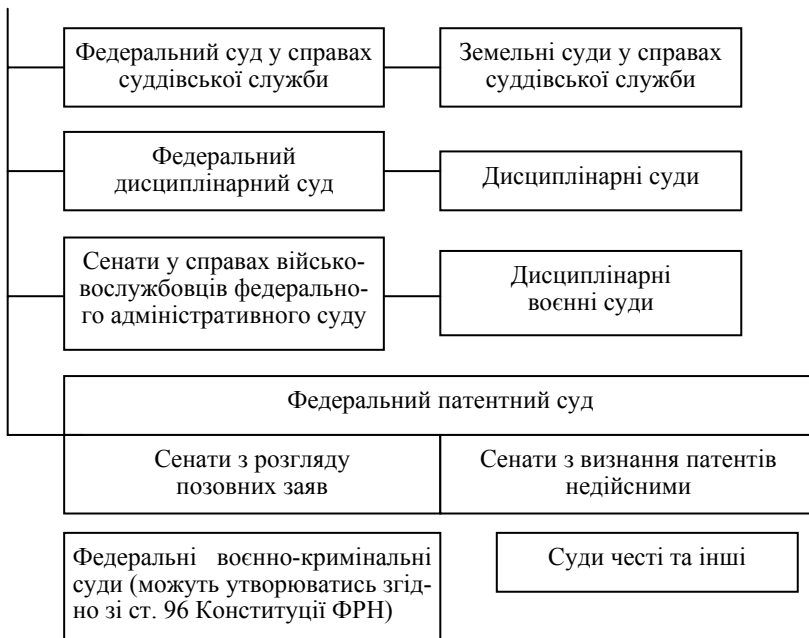 Федеральний суд у справах
суддівської служби
Земельні суди у справах
суддівської служби
Федеральний
дисциплінарний суд
Дисциплінарні суди
Сенати у справах військо-
вослужбовців федерально-
го адміністративного суду
Дисциплінарні
воєнні суди
Федеральний патентний суд
Сенати з розгляду
позовних заяв
Сенати з визнання патентів
недійсними
Федеральні воєнно-кримінальні
суди (можуть утворюватись згід-
но зі ст. 96 Конституції ФРН)
Суди честі та інші